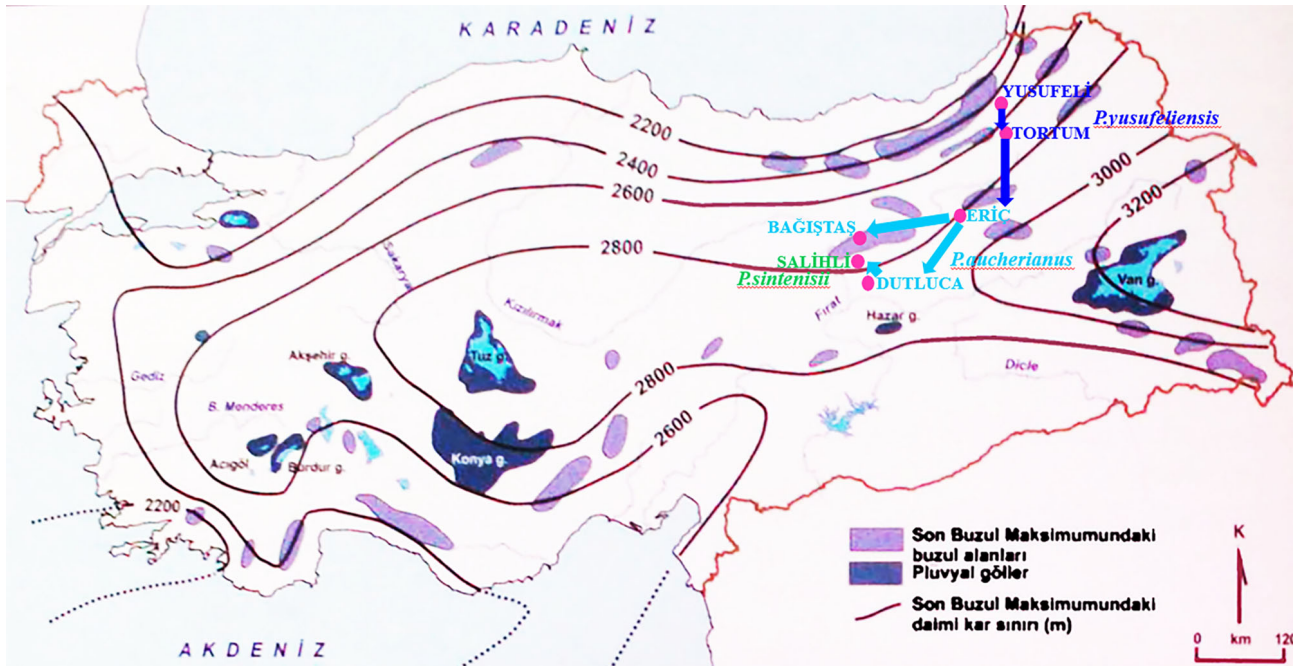 KARADENİZ
YUSUFELİ
P.yusufeliensis
TORTUM
2200
2400
2600
3000
3200
2800
ERİC
BAĞIŞTAŞ
P.aucherianus
SALİHLİ
P.sintenisii
DUTLUCA
Van g.
Sakarya
Kızılırmak
Fırat
Hazar g.
Akşehir g.
Tuz g.
Gediz
B. Menderes
2800
Dicle
2600
Acıgöl
Burdur g.
Konya g.
2200
Son Buzul Maksimumundaki
buzul alanları
Pluvyal göller
Son Buzul Maksimumundaki
daimi kar sınırı (m)
K
0 km 120
AKDENİZ